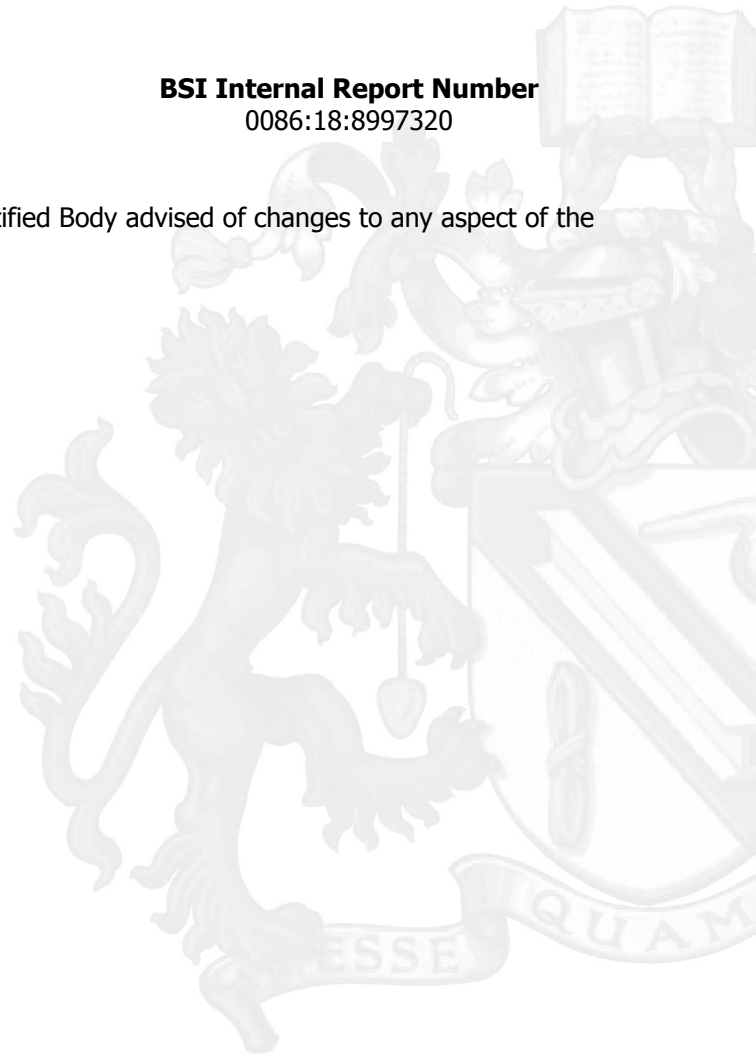 BSI Internal Report Number
0086:18:8997320
tified Body advised of changes to any aspect of the
ESSE QUAM